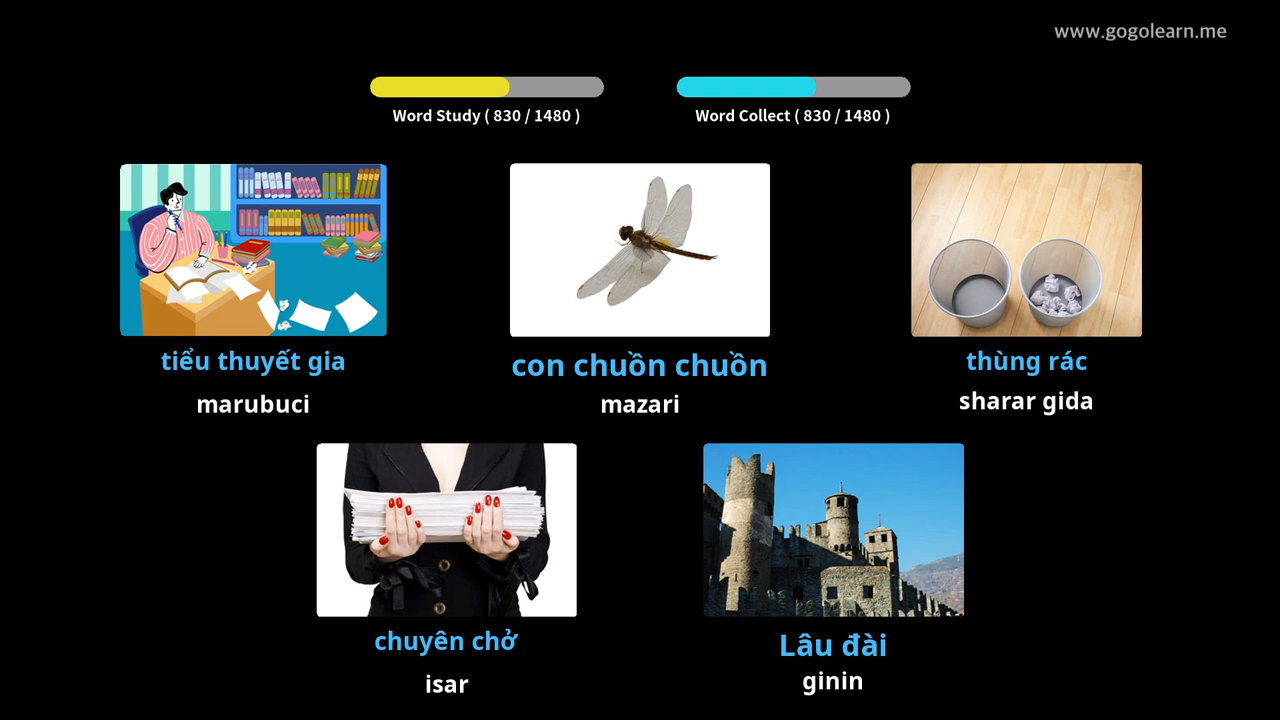 www.gogolearn.me
Word Study ( 830 / 1480 )
Word Collect ( 830 / 1480 )
tiểu thuyết gia
marubuci
con chuồn chuồn
mazari
thùng rác
sharar gida
chuyên chở
isar
Lâu đài
ginin